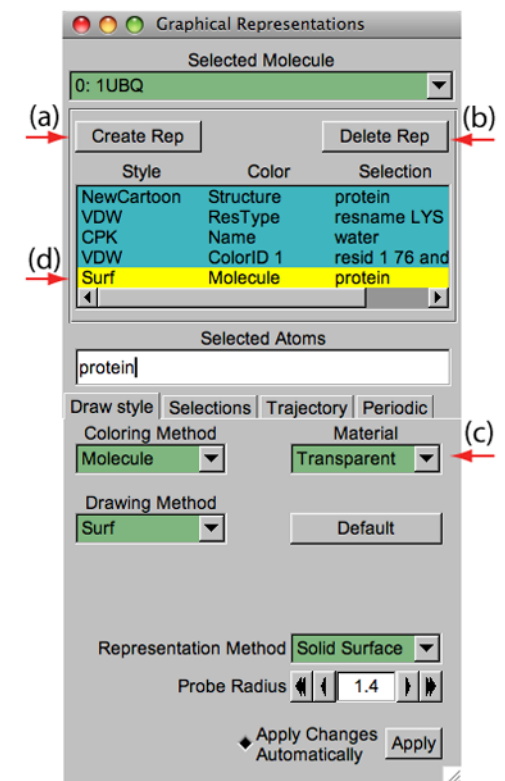 Graphical Representations
Selected Molecule
0: 1UBQ
(a) (b)
Create Rep Delete Rep
Style Color Selection
NewCartoon Structure protein
VDW ResType resname LYS
CPK Name water
VDW ColorID 1 resid 1 76 and
(d)
Surf Molecule protein
Selected Atoms
protein
Draw style Selections Trajectory Periodic
Coloring Method Material (c)
Molecule Transparent
Drawing Method
Surf Default
Representation Method Solid Surface
Probe Radius 1.4
Apply Changes
Automatically Apply